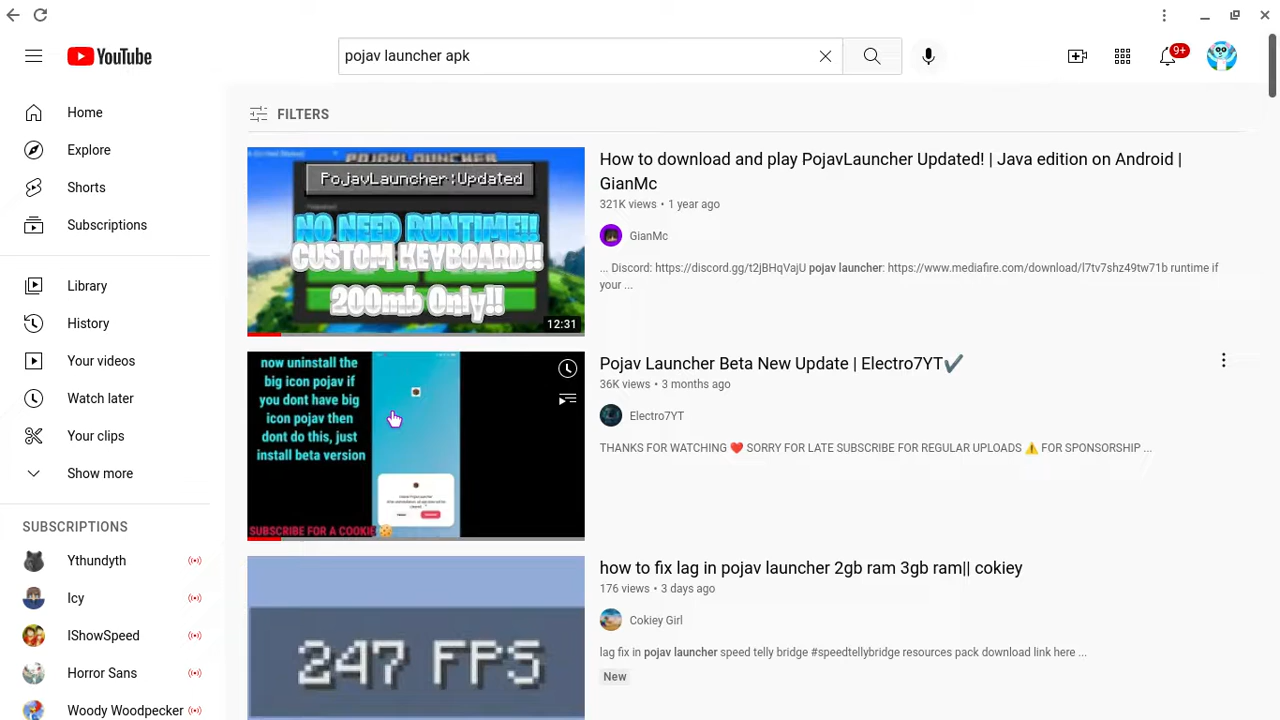 YouTube
pojav launcher apk
9+
Home
Explore
Shorts
Subscriptions
Library
History
Your videos
Watch later
Your clips
Show more
SUBSCRIPTIONS
Ythundyth
Icy
IShowSpeed
Horror Sans
Woody Woodpecker
FILTERS
POJAVLAUNCHER
PojavLauncher:Updated
NO NEED RUNTIME!!
CUSTOM KEYBOARD!!
200mb Only!!
12:31
How to download and play PojavLauncher Updated! | Java edition on Android |
GianMc
321K views • 1 year ago
GianMc
... Discord: https://discord.gg/t2jBHqVajU pojav launcher: https://www.mediafire.com/download/l7tv7shz49tw71b runtime if
your ...
now uninstall the
big icon pojav if
you dont have big
icon pojav then
dont do this, just
install beta version
SUBSCRIBE FOR A COOKIE
Pojav Launcher Beta New Update | Electro7YT✔
36K views • 3 months ago
Electro7YT
THANKS FOR WATCHING ❤ SORRY FOR LATE SUBSCRIBE FOR REGULAR UPLOADS ⚠ FOR SPONSORSHIP ...
247 FPS
how to fix lag in pojav launcher 2gb ram 3gb ram|| cokiey
176 views • 3 days ago
Cokiey Girl
lag fix in pojav launcher speed telly bridge #speedtellybridge resources pack download link here ...
New